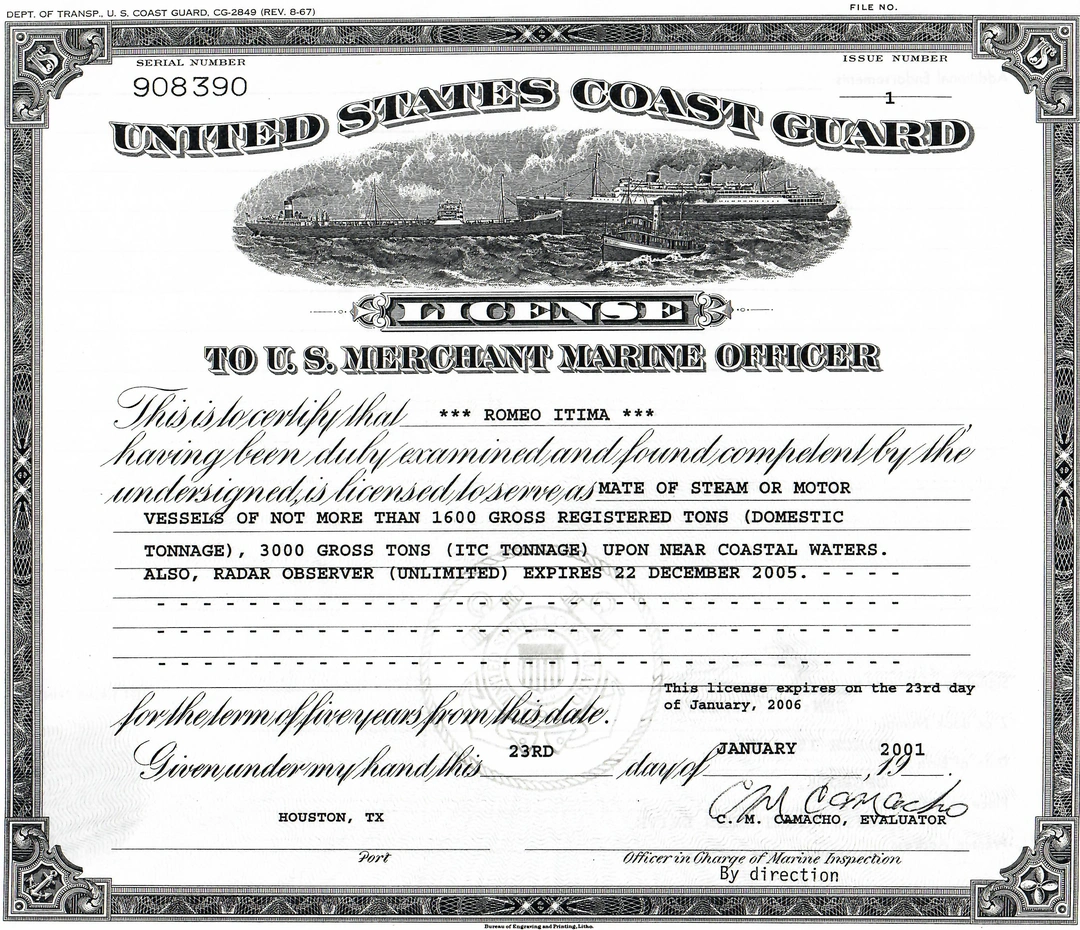 DEPT. OF TRANSP., U. S. COAST GUARD, CG-2849 (REV. 8-67)
FILE NO.
SERIAL NUMBER
908390
ISSUE NUMBER
1
UNITED STATES COAST GUARD
LICENSE
TO U. S. MERCHANT MARINE OFFICER
This is to certify that *** ROMEO ITIMA ***,
having been duly examined and found competent by the
undersigned, is licensed to serve as MATE OF STEAM OR MOTOR
VESSELS OF NOT MORE THAN 1600 GROSS REGISTERED TONS (DOMESTIC
TONNAGE), 3000 GROSS TONS (ITC TONNAGE) UPON NEAR COASTAL WATERS.
ALSO, RADAR OBSERVER (UNLIMITED) EXPIRES 22 DECEMBER 2005. - - - -
- - - - - - - - - - - - - - - - - - - - - - - - - - - - - - - -
- - - - - - - - - - - - - - - - - - - - - - - - - - - - - - - -
- - - - - - - - - - - - - - - - - - - - - - - - - - - - - - - -
This license expires on the 23rd day
of January, 2006
for the term of five years from this date.
Given under my hand this 23RD day of JANUARY 2001, 19 .
C M Camacho
HOUSTON, TX
C. M. CAMACHO, EVALUATOR
Port
Officer in Charge of Marine Inspection
By direction
Bureau of Engraving and Printing, Litho.